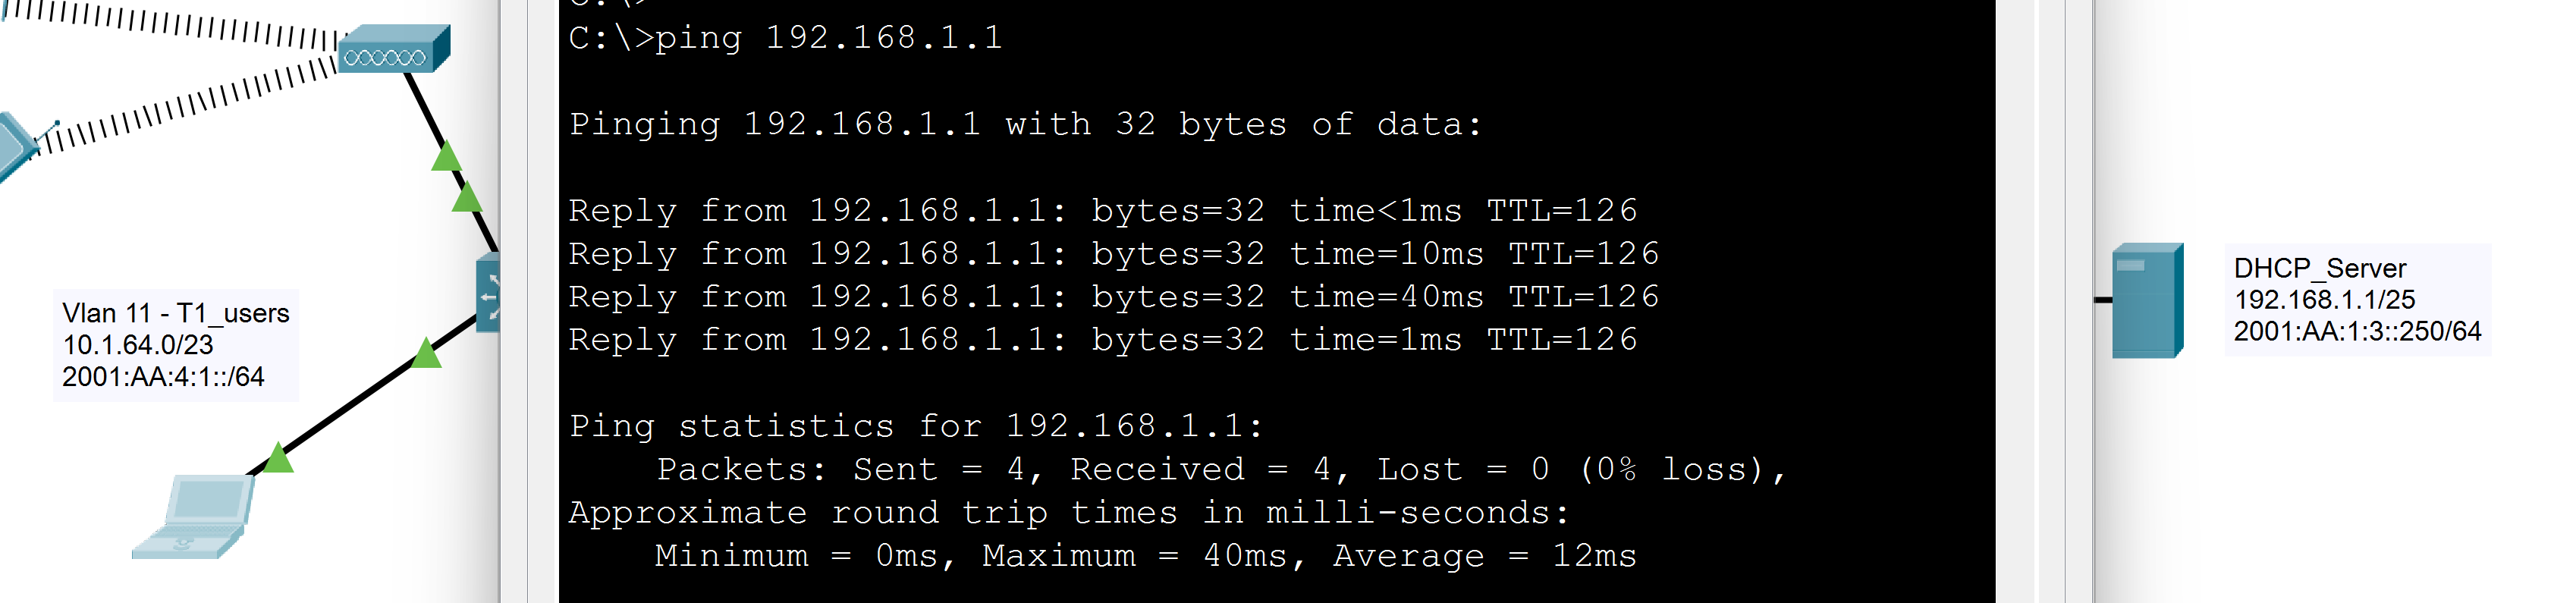 C:\>ping 192.168.1.1
Pinging 192.168.1.1 with 32 bytes of data:
Reply from 192.168.1.1: bytes=32 time<1ms TTL=126
Reply from 192.168.1.1: bytes=32 time=10ms TTL=126
Reply from 192.168.1.1: bytes=32 time=40ms TTL=126
Reply from 192.168.1.1: bytes=32 time=1ms TTL=126
Ping statistics for 192.168.1.1:
Packets: Sent = 4, Received = 4, Lost = 0 (0% loss),
Approximate round trip times in milli-seconds:
Minimum = 0ms, Maximum = 40ms, Average = 12ms
Vlan 11 - T1_users
10.1.64.0/23
2001:AA:4:1::/64
DHCP_Server
192.168.1.1/25
2001:AA:1:3::250/64